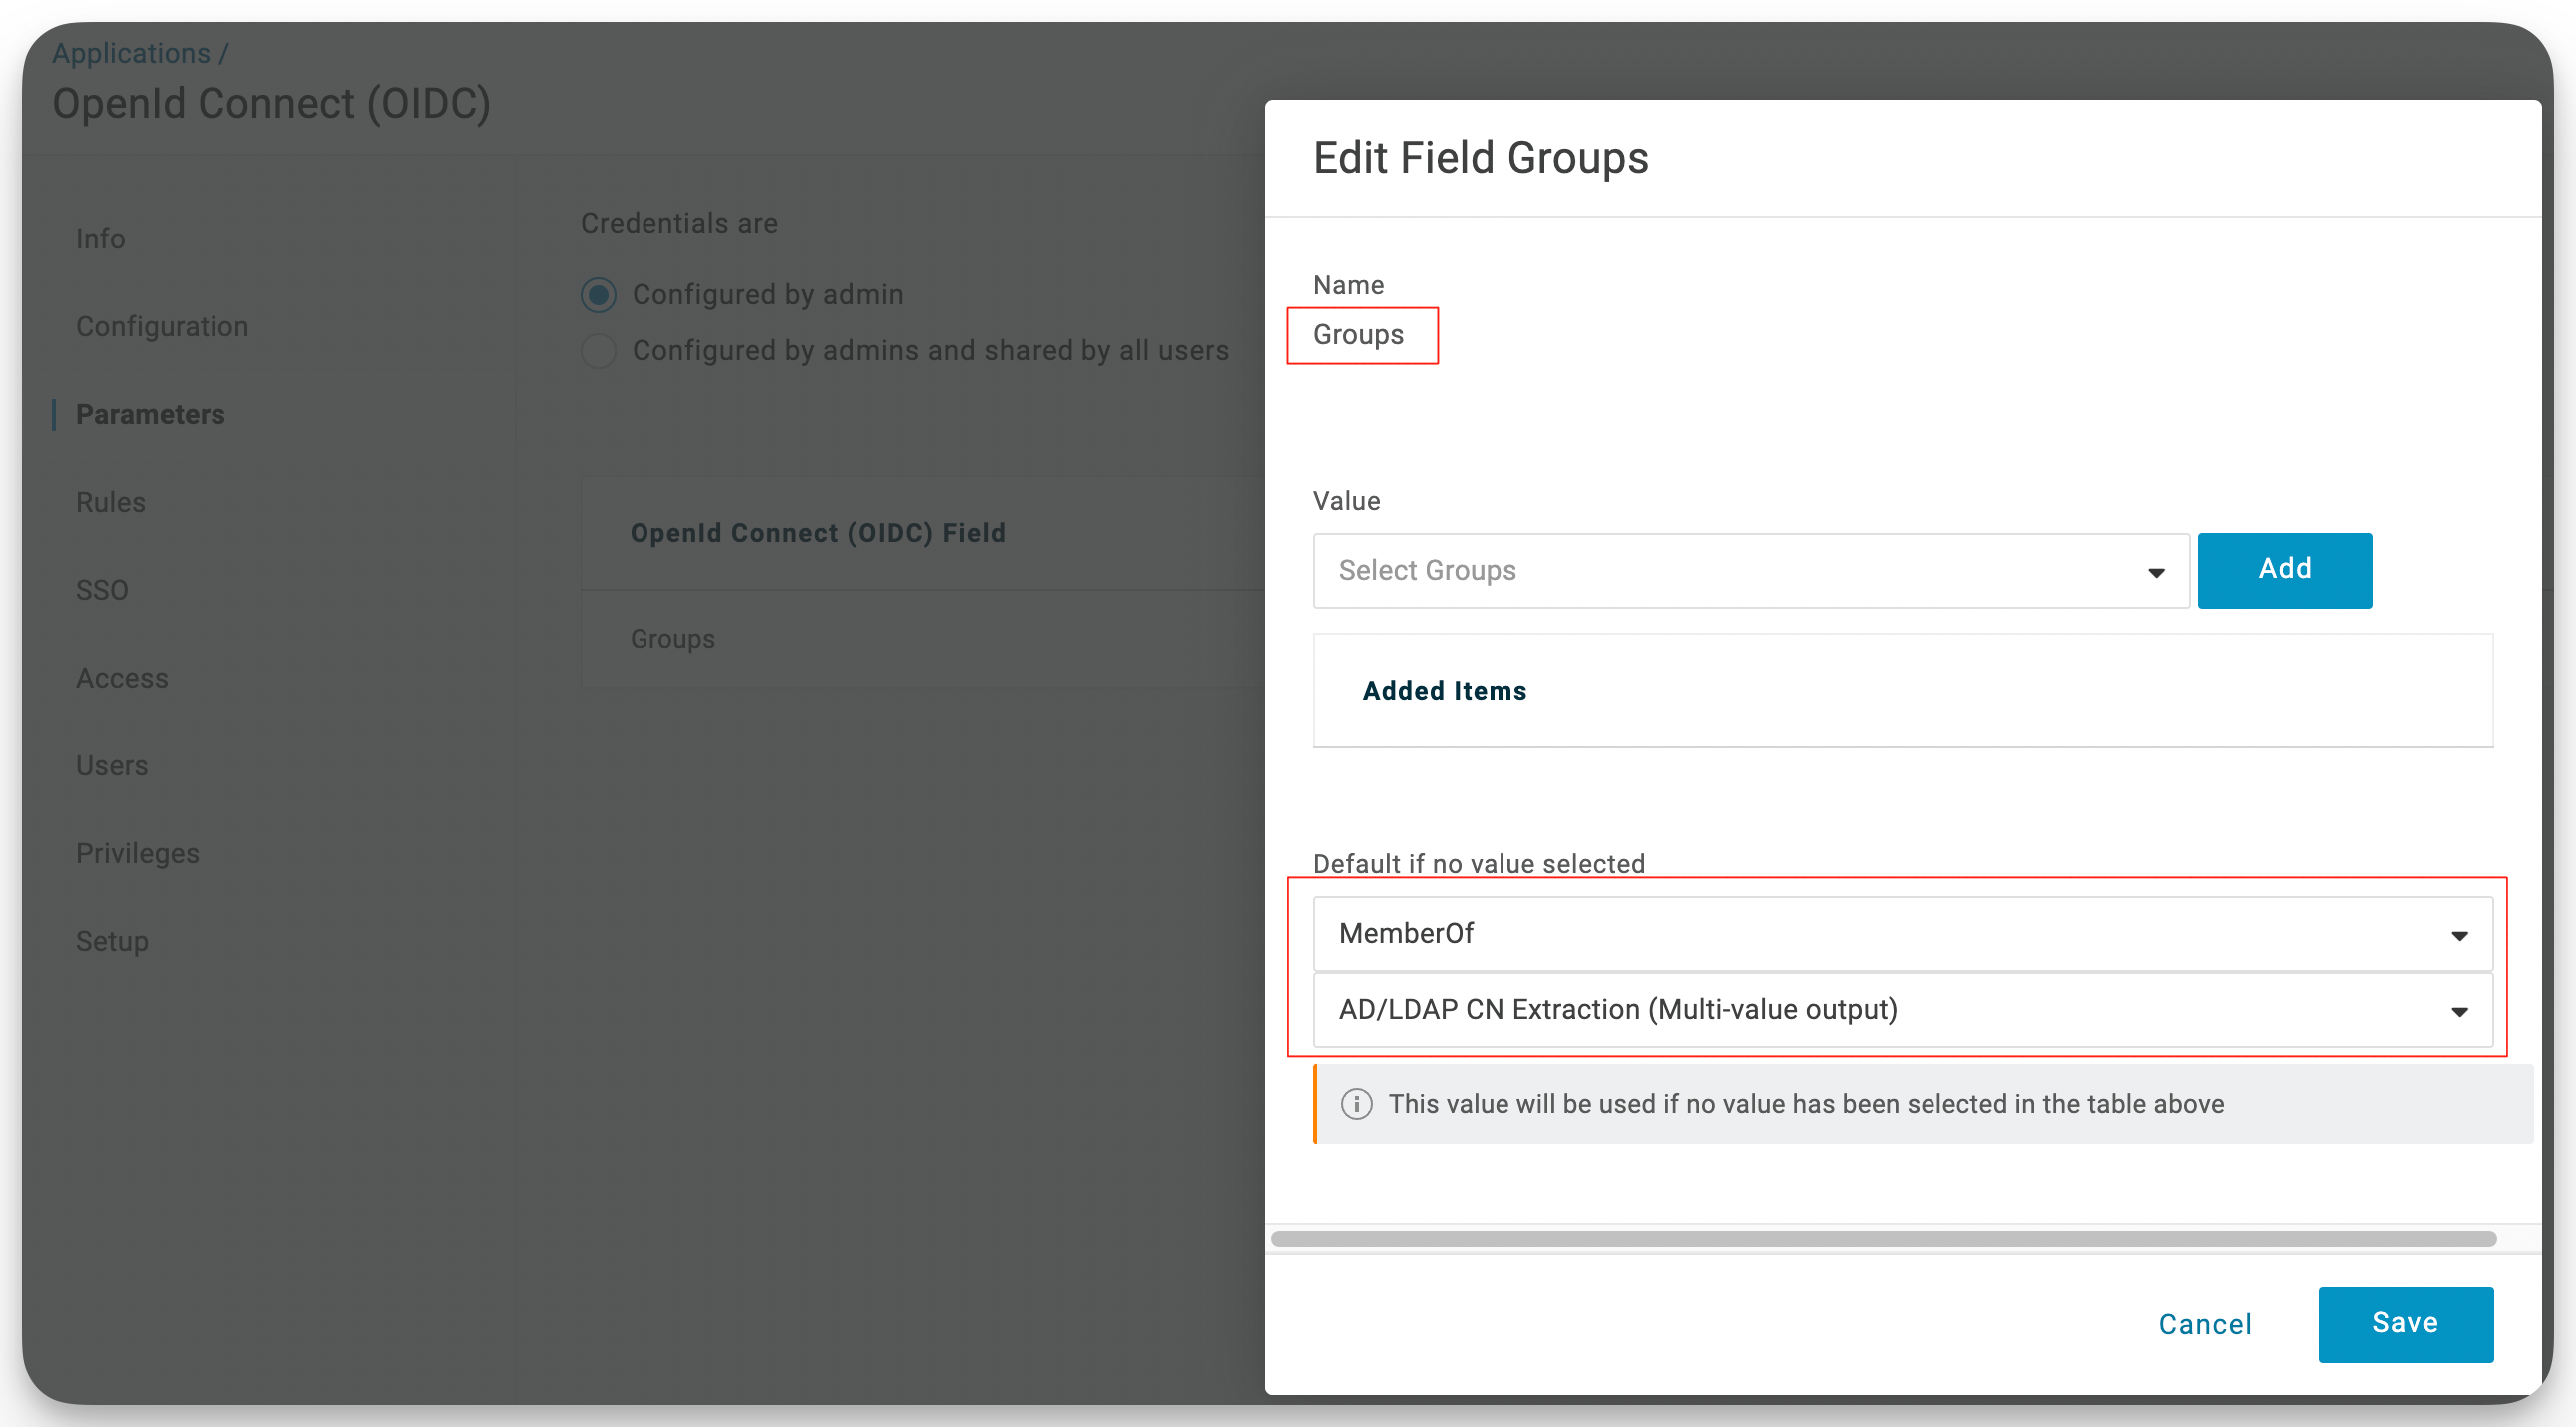 Applications /
OpenId Connect (OIDC)
Info
Configuration
Parameters
Rules
SSO
Access
Users
Privileges
Setup
Credentials are
Configured by admin
Configured by admins and shared by all users
OpenId Connect (OIDC) Field
Groups
Edit Field Groups
Name
Groups
Value
Select Groups
Add
Added Items
Default if no value selected
MemberOf
AD/LDAP CN Extraction (Multi-value output)
This value will be used if no value has been selected in the table above
Cancel
Save